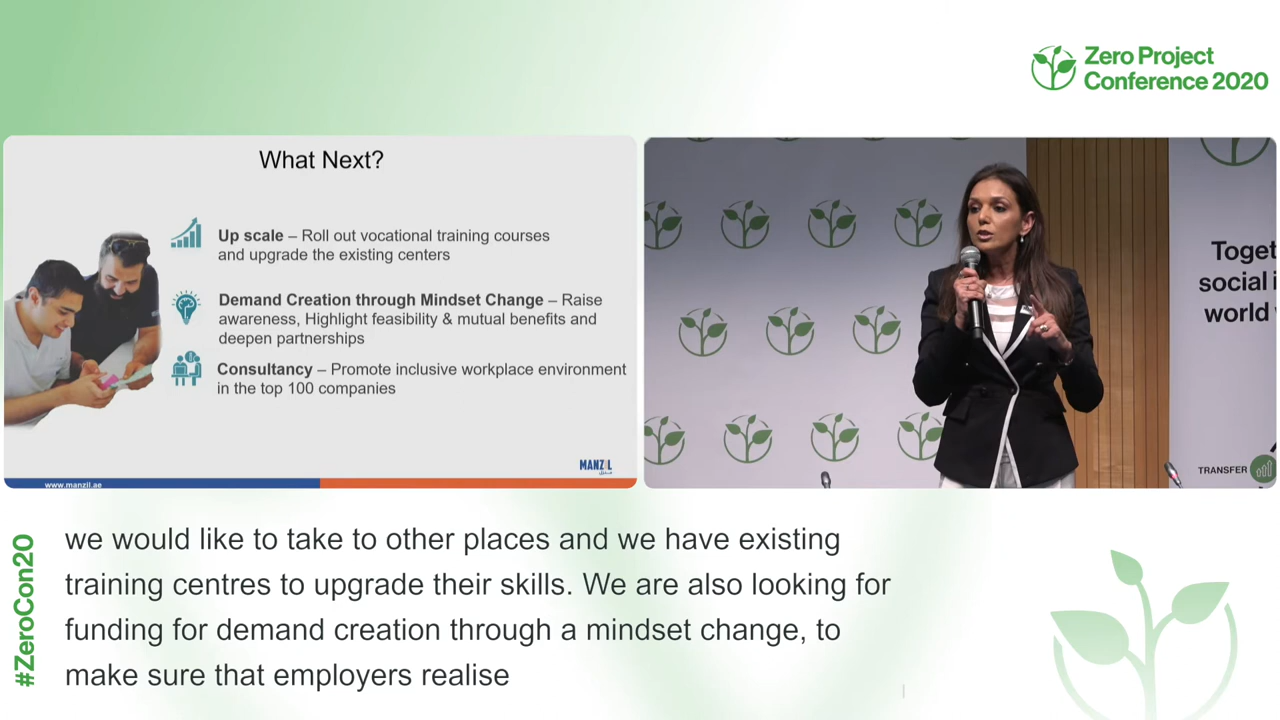 Zero Project
Conference 2020
What Next?
Up scale – Roll out vocational training courses
and upgrade the existing centers
Demand Creation through Mindset Change – Raise
awareness, Highlight feasibility & mutual benefits and
deepen partnerships
Consultancy – Promote inclusive workplace environment
in the top 100 companies
MANZIL
منزل
www.manzil.ae
Toget
social i
world
TRANSFER
#ZeroCon20
we would like to take to other places and we have existing
training centres to upgrade their skills. We are also looking for
funding for demand creation through a mindset change, to
make sure that employers realise